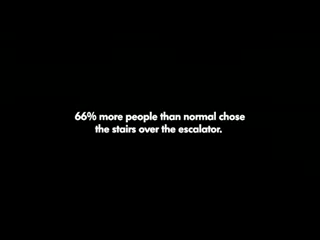 66% more people than normal chose
the stairs over the escalator.